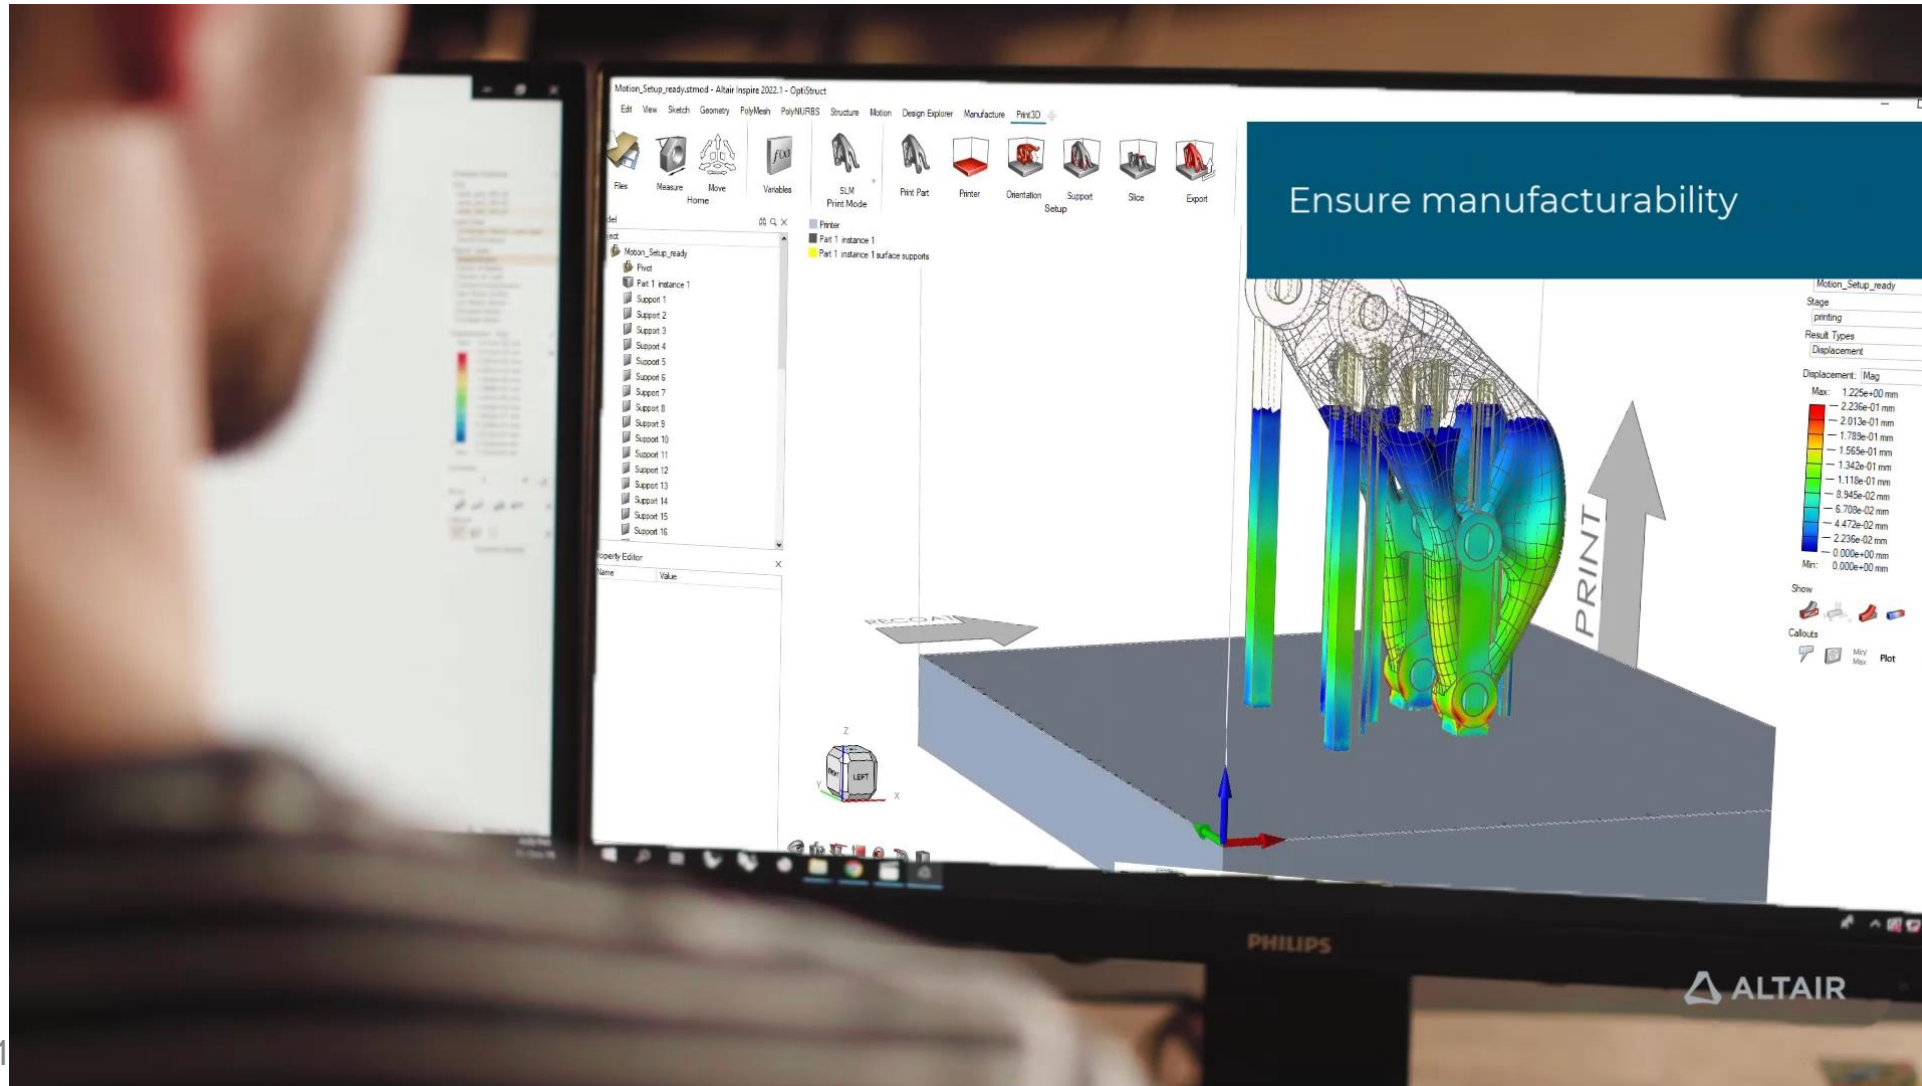 Motion_Setup_ready.stmod - Altair Inspire 2022.1 - OptiStruct
Edit View Sketch Geometry PolyMesh PolyNURBS Structure Motion Design Explorer Manufacture Print3D
Files Measure Move Variables SLM Print Part Printer Orientation Support Slice Export
Home Print Mode Setup
Ensure manufacturability
Printer
Part 1 instance 1
Part 1 instance 1 surface supports
Motion_Setup_ready
Pivot
Part 1 instance 1
Support 1
Support 2
Support 3
Support 4
Support 5
Support 6
Support 7
Support 8
Support 9
Support 10
Support 11
Support 12
Support 13
Support 14
Support 15
Support 16
Name Value
Motion_Setup_ready
Stage
printing
Result Types
Displacement
Displacement: Mag
Max: 1.225e+00 mm
2.236e-01 mm
2.013e-01 mm
1.789e-01 mm
1.565e-01 mm
1.342e-01 mm
1.118e-01 mm
8.945e-02 mm
6.708e-02 mm
4.472e-02 mm
2.236e-02 mm
0.000e+00 mm
Min: 0.000e+00 mm
Show
Callouts
Min/
Max Plot
PRINT
RECOAT
Z
FRONT LEFT
Y X
PHILIPS
ALTAIR